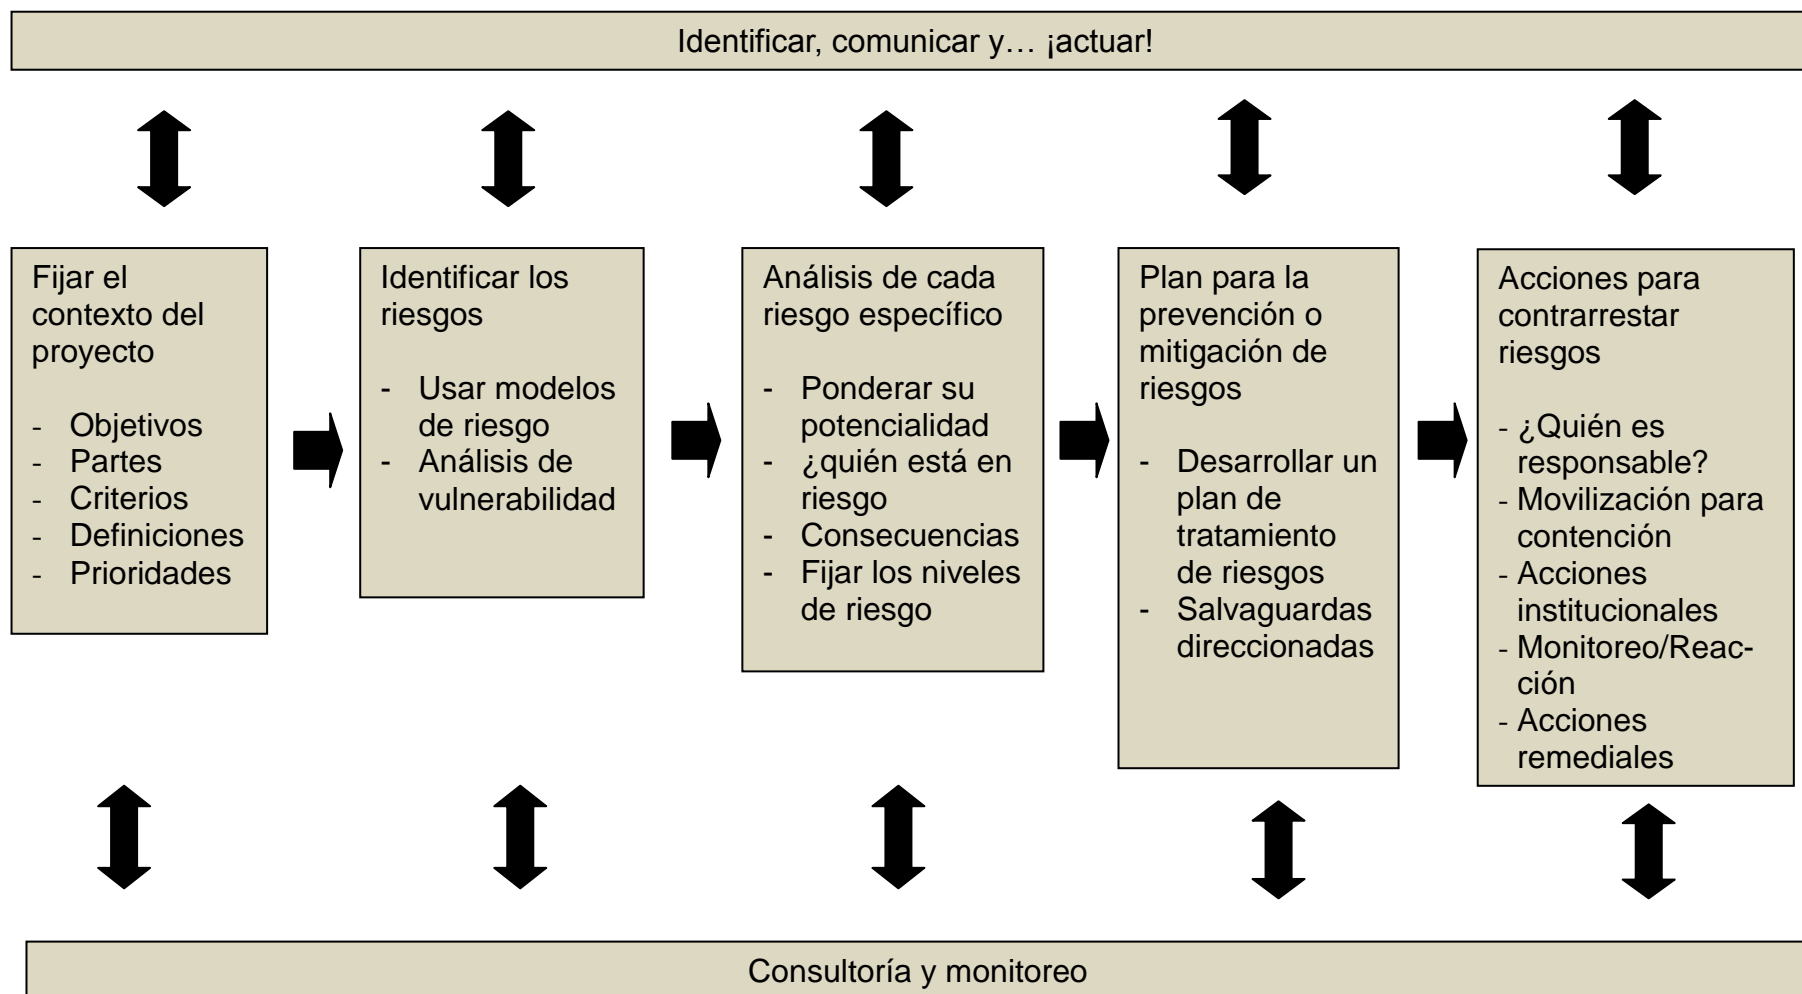 Identificar, comunicar y… ¡actuar!
Fijar el
contexto del
proyecto
- Objetivos
- Partes
- Criterios
- Definiciones
- Prioridades
Identificar los
riesgos
- Usar modelos
de riesgo
- Análisis de
vulnerabilidad
Análisis de cada
riesgo específico
- Ponderar su
potencialidad
- ¿quién está en
riesgo
- Consecuencias
- Fijar los niveles
de riesgo
Plan para la
prevención o
mitigación de
riesgos
- Desarrollar un
plan de
tratamiento
de riesgos
- Salvaguardas
direccionadas
Acciones para
contrarrestar
riesgos
- ¿Quién es
responsable?
- Movilización para
contención
- Acciones
institucionales
- Monitoreo/Reac-
ción
- Acciones
remediales
Consultoría y monitoreo